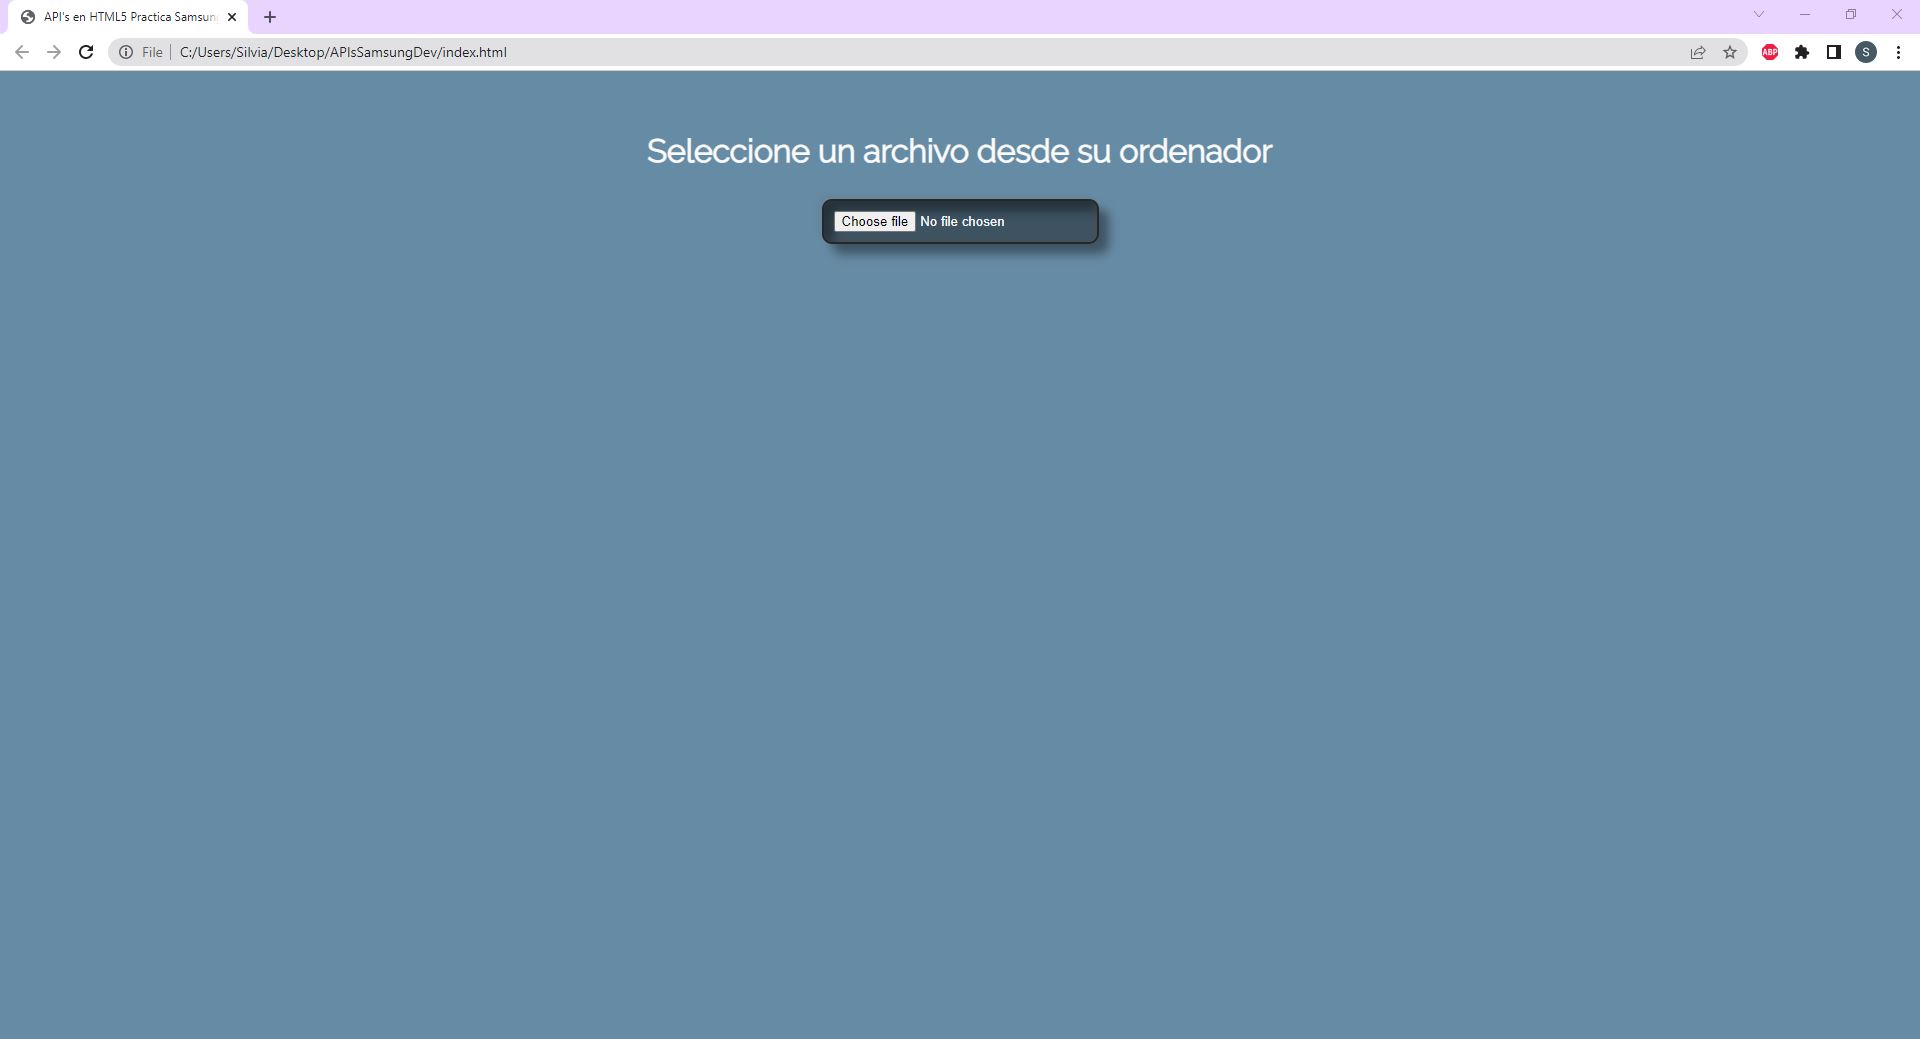 API's en HTML5 Practica Samsun
File C:/Users/Silvia/Desktop/APIsSamsungDev/index.html
ABP
S
Seleccione un archivo desde su ordenador
Choose file No file chosen